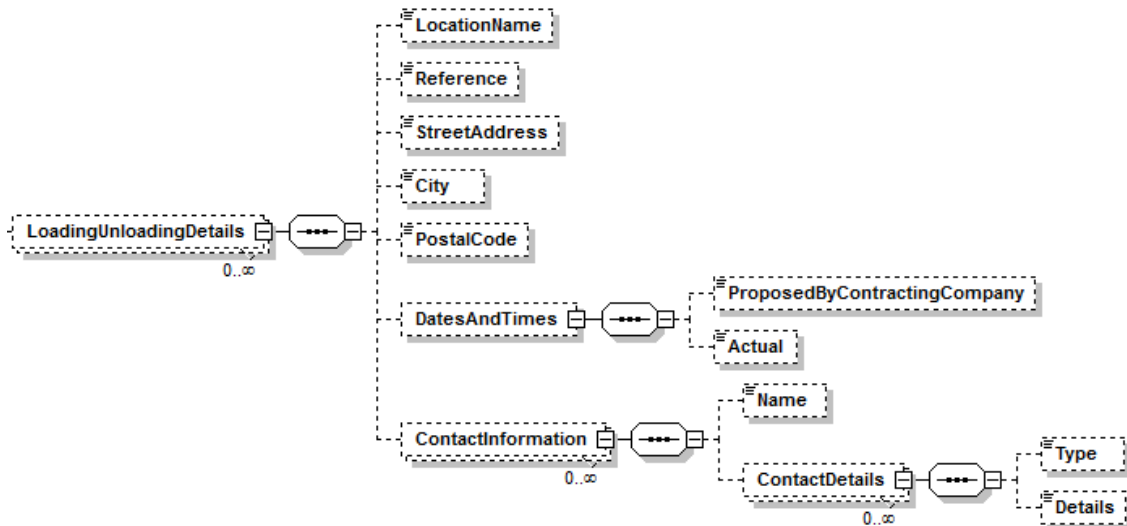 LocationName
Reference
StreetAddress
City
LoadingUnloadingDetails
0..∞
PostalCode
DatesAndTimes
ProposedByContractingCompany
Actual
ContactInformation
0..∞
Name
ContactDetails
0..∞
Type
Details